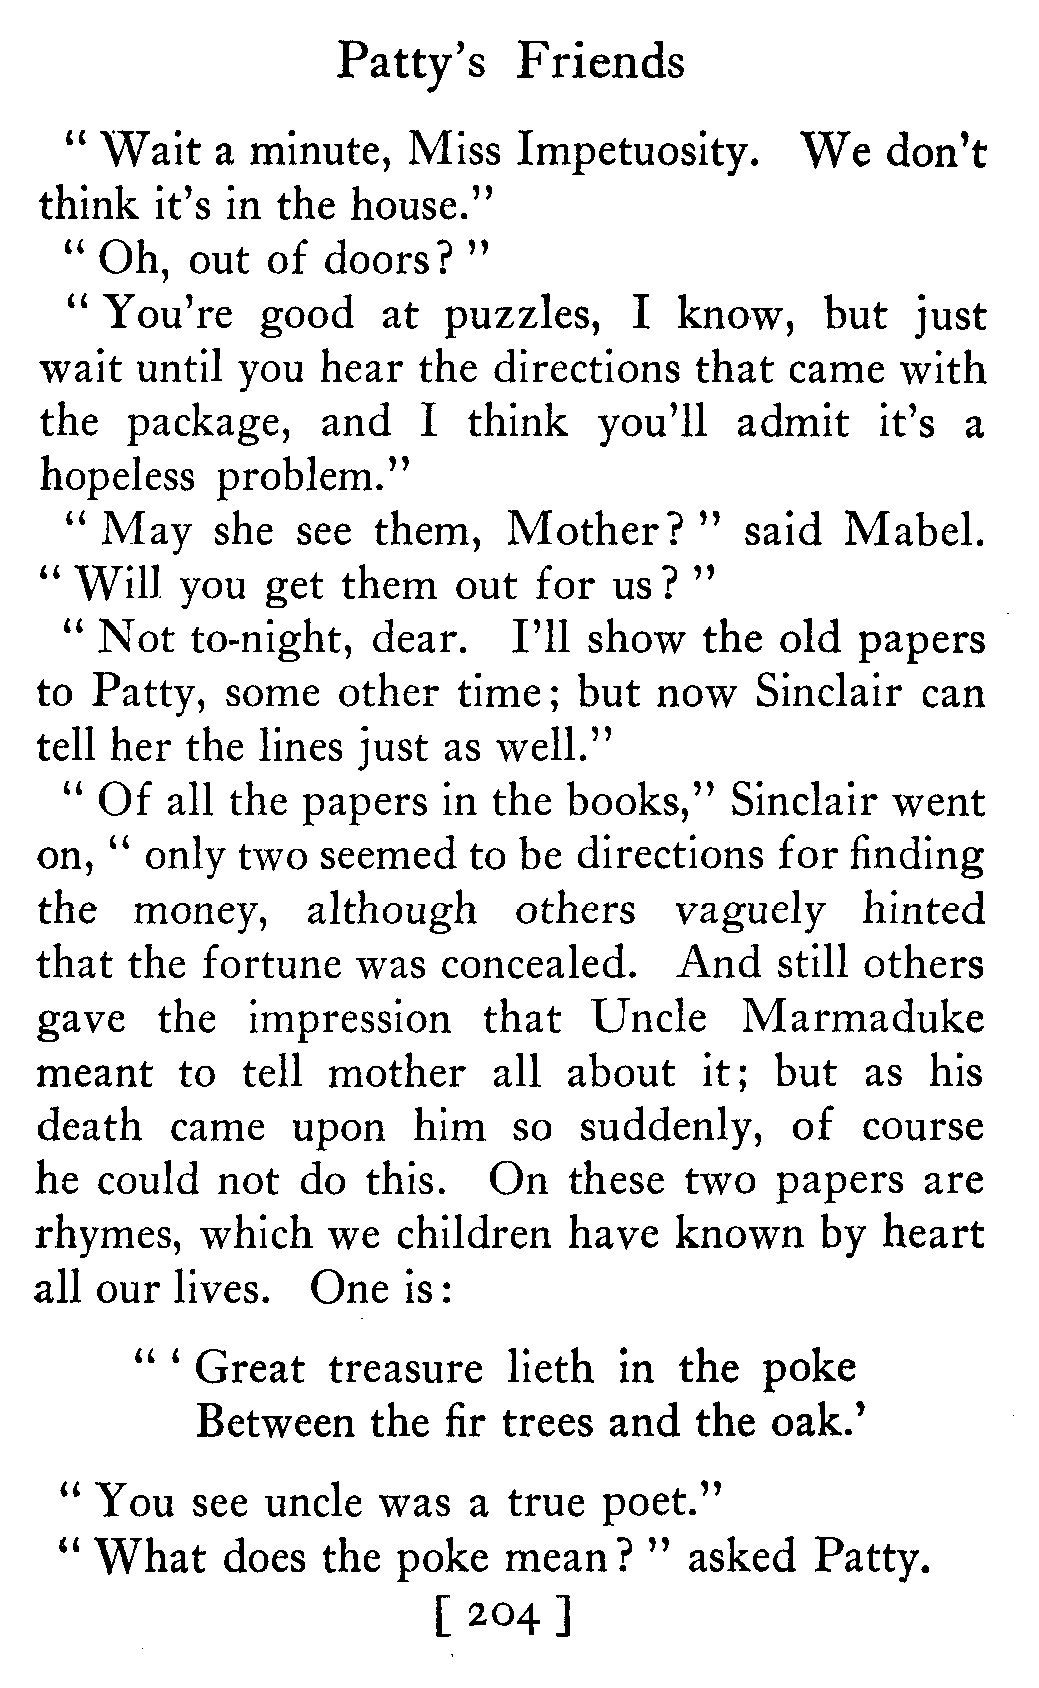 Patty's Friends
" Wait a minute, Miss Impetuosity. We don't
think it's in the house."
" Oh, out of doors? "
" You're good at puzzles, I know, but just
wait until you hear the directions that came with
the package, and I think you'll admit it's a
hopeless problem."
" May she see them, Mother? " said Mabel.
" Will you get them out for us? "
" Not to-night, dear. I'll show the old papers
to Patty, some other time; but now Sinclair can
tell her the lines just as well."
" Of all the papers in the books," Sinclair went
on, " only two seemed to be directions for finding
the money, although others vaguely hinted
that the fortune was concealed. And still others
gave the impression that Uncle Marmaduke
meant to tell mother all about it; but as his
death came upon him so suddenly, of course
he could not do this. On these two papers are
rhymes, which we children have known by heart
all our lives. One is:
" ' Great treasure lieth in the poke
Between the fir trees and the oak.'
" You see uncle was a true poet."
" What does the poke mean? " asked Patty.
[ 204 ]